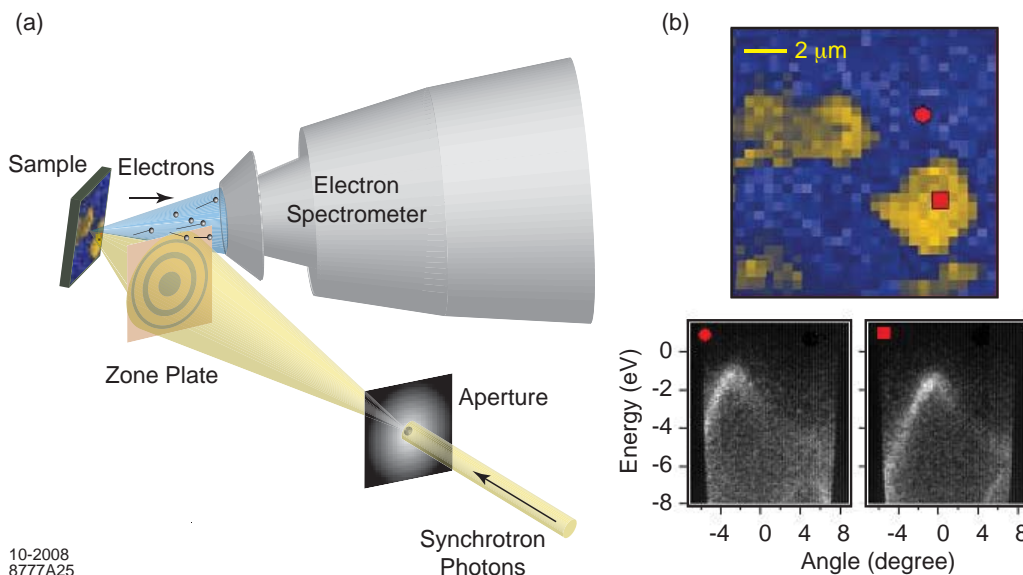 (a)
Sample
Electrons
Electron
Spectrometer
Zone Plate
Aperture
Synchrotron
Photons
10-2008
8777A25
(b)
2 μm
Energy (eV)
0
-2
-4
-6
-8
-4 0 4 8
-4 0 4 8
Angle (degree)